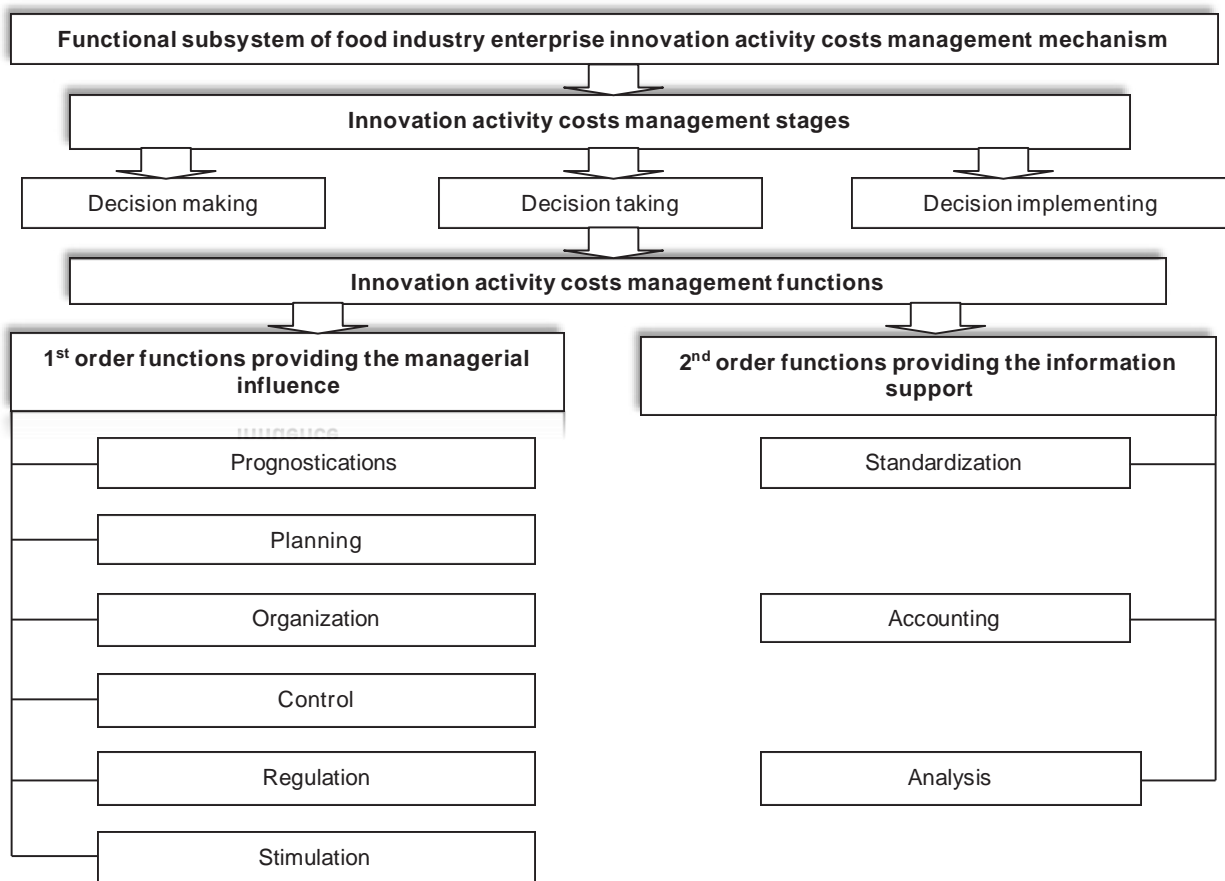 Functional subsystem of food industry enterprise innovation activity costs management mechanism
Innovation activity costs management stages
Decision making
Decision taking
Decision implementing
Innovation activity costs management functions
1st order functions providing the managerial
influence
2nd order functions providing the information
support
Prognostications
Standardization
Planning
Organization
Accounting
Control
Regulation
Analysis
Stimulation